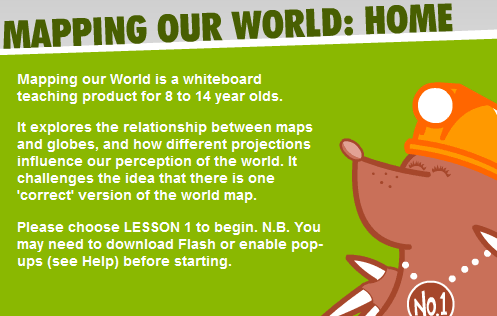 MAPPING OUR WORLD: HOME
Mapping our World is a whiteboard
teaching product for 8 to 14 year olds.
It explores the relationship between maps
and globes, and how different projections
influence our perception of the world. It
challenges the idea that there is one
'correct' version of the world map.
Please choose LESSON 1 to begin. N.B. You
may need to download Flash or enable pop-
ups (see Help) before starting.
No.1